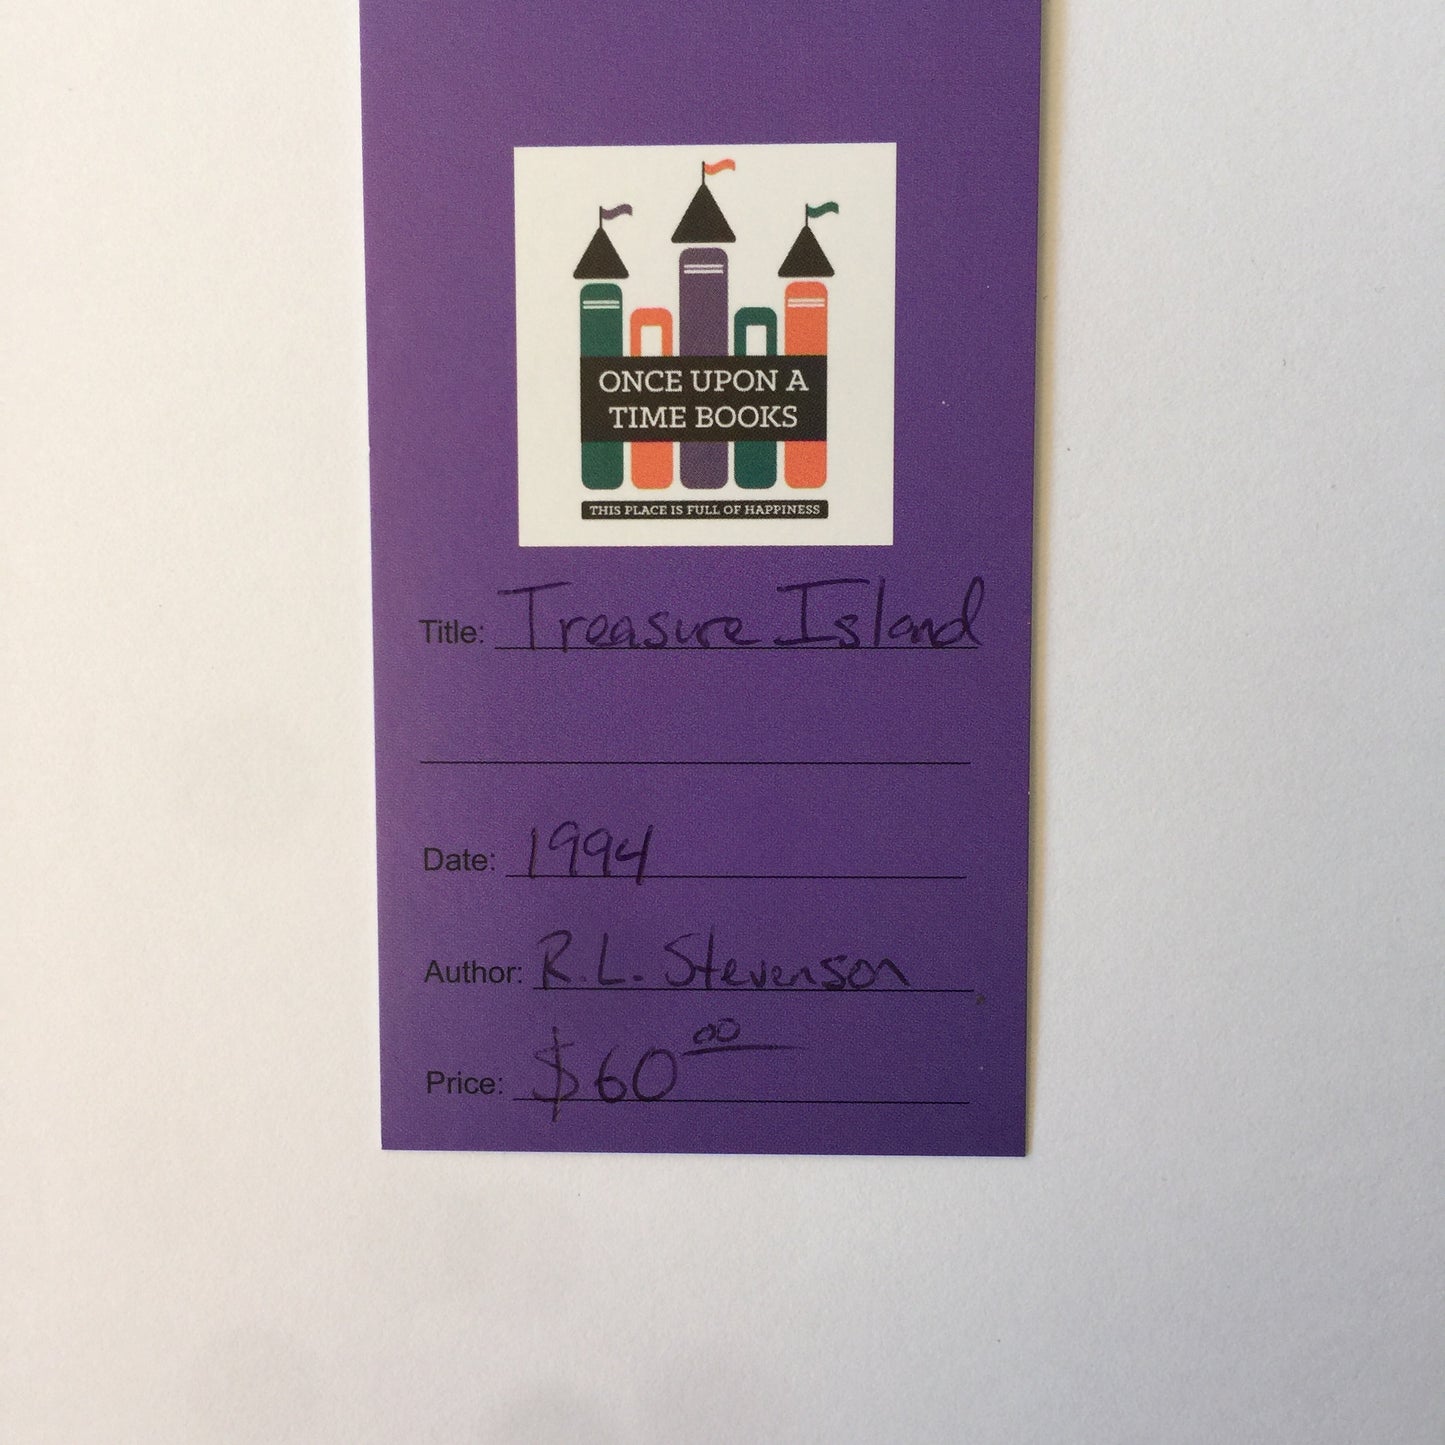 ONCE UPON A
TIME BOOKS
THIS PLACE IS FULL OF HAPPINESS
Title: Treasure Island
Date: 1994
Author: R.L. Stevenson
Price: $60 00